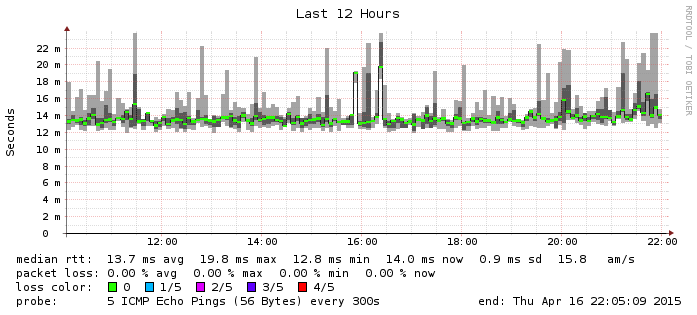 Last 12 Hours
RRDTOOL / TOBI OETIKER
Seconds
22 m
20 m
18 m
16 m
14 m
12 m
10 m
8 m
6 m
4 m
2 m
0
12:00 14:00 16:00 18:00 20:00 22:00
median rtt: 13.7 ms avg 19.8 ms max 12.8 ms min 14.0 ms now 0.9 ms sd 15.8 am/s
packet loss: 0.00 % avg 0.00 % max 0.00 % min 0.00 % now
loss color: 0 1/5 2/5 3/5 4/5
probe: 5 ICMP Echo Pings (56 Bytes) every 300s end: Thu Apr 16 22:05:09 2015